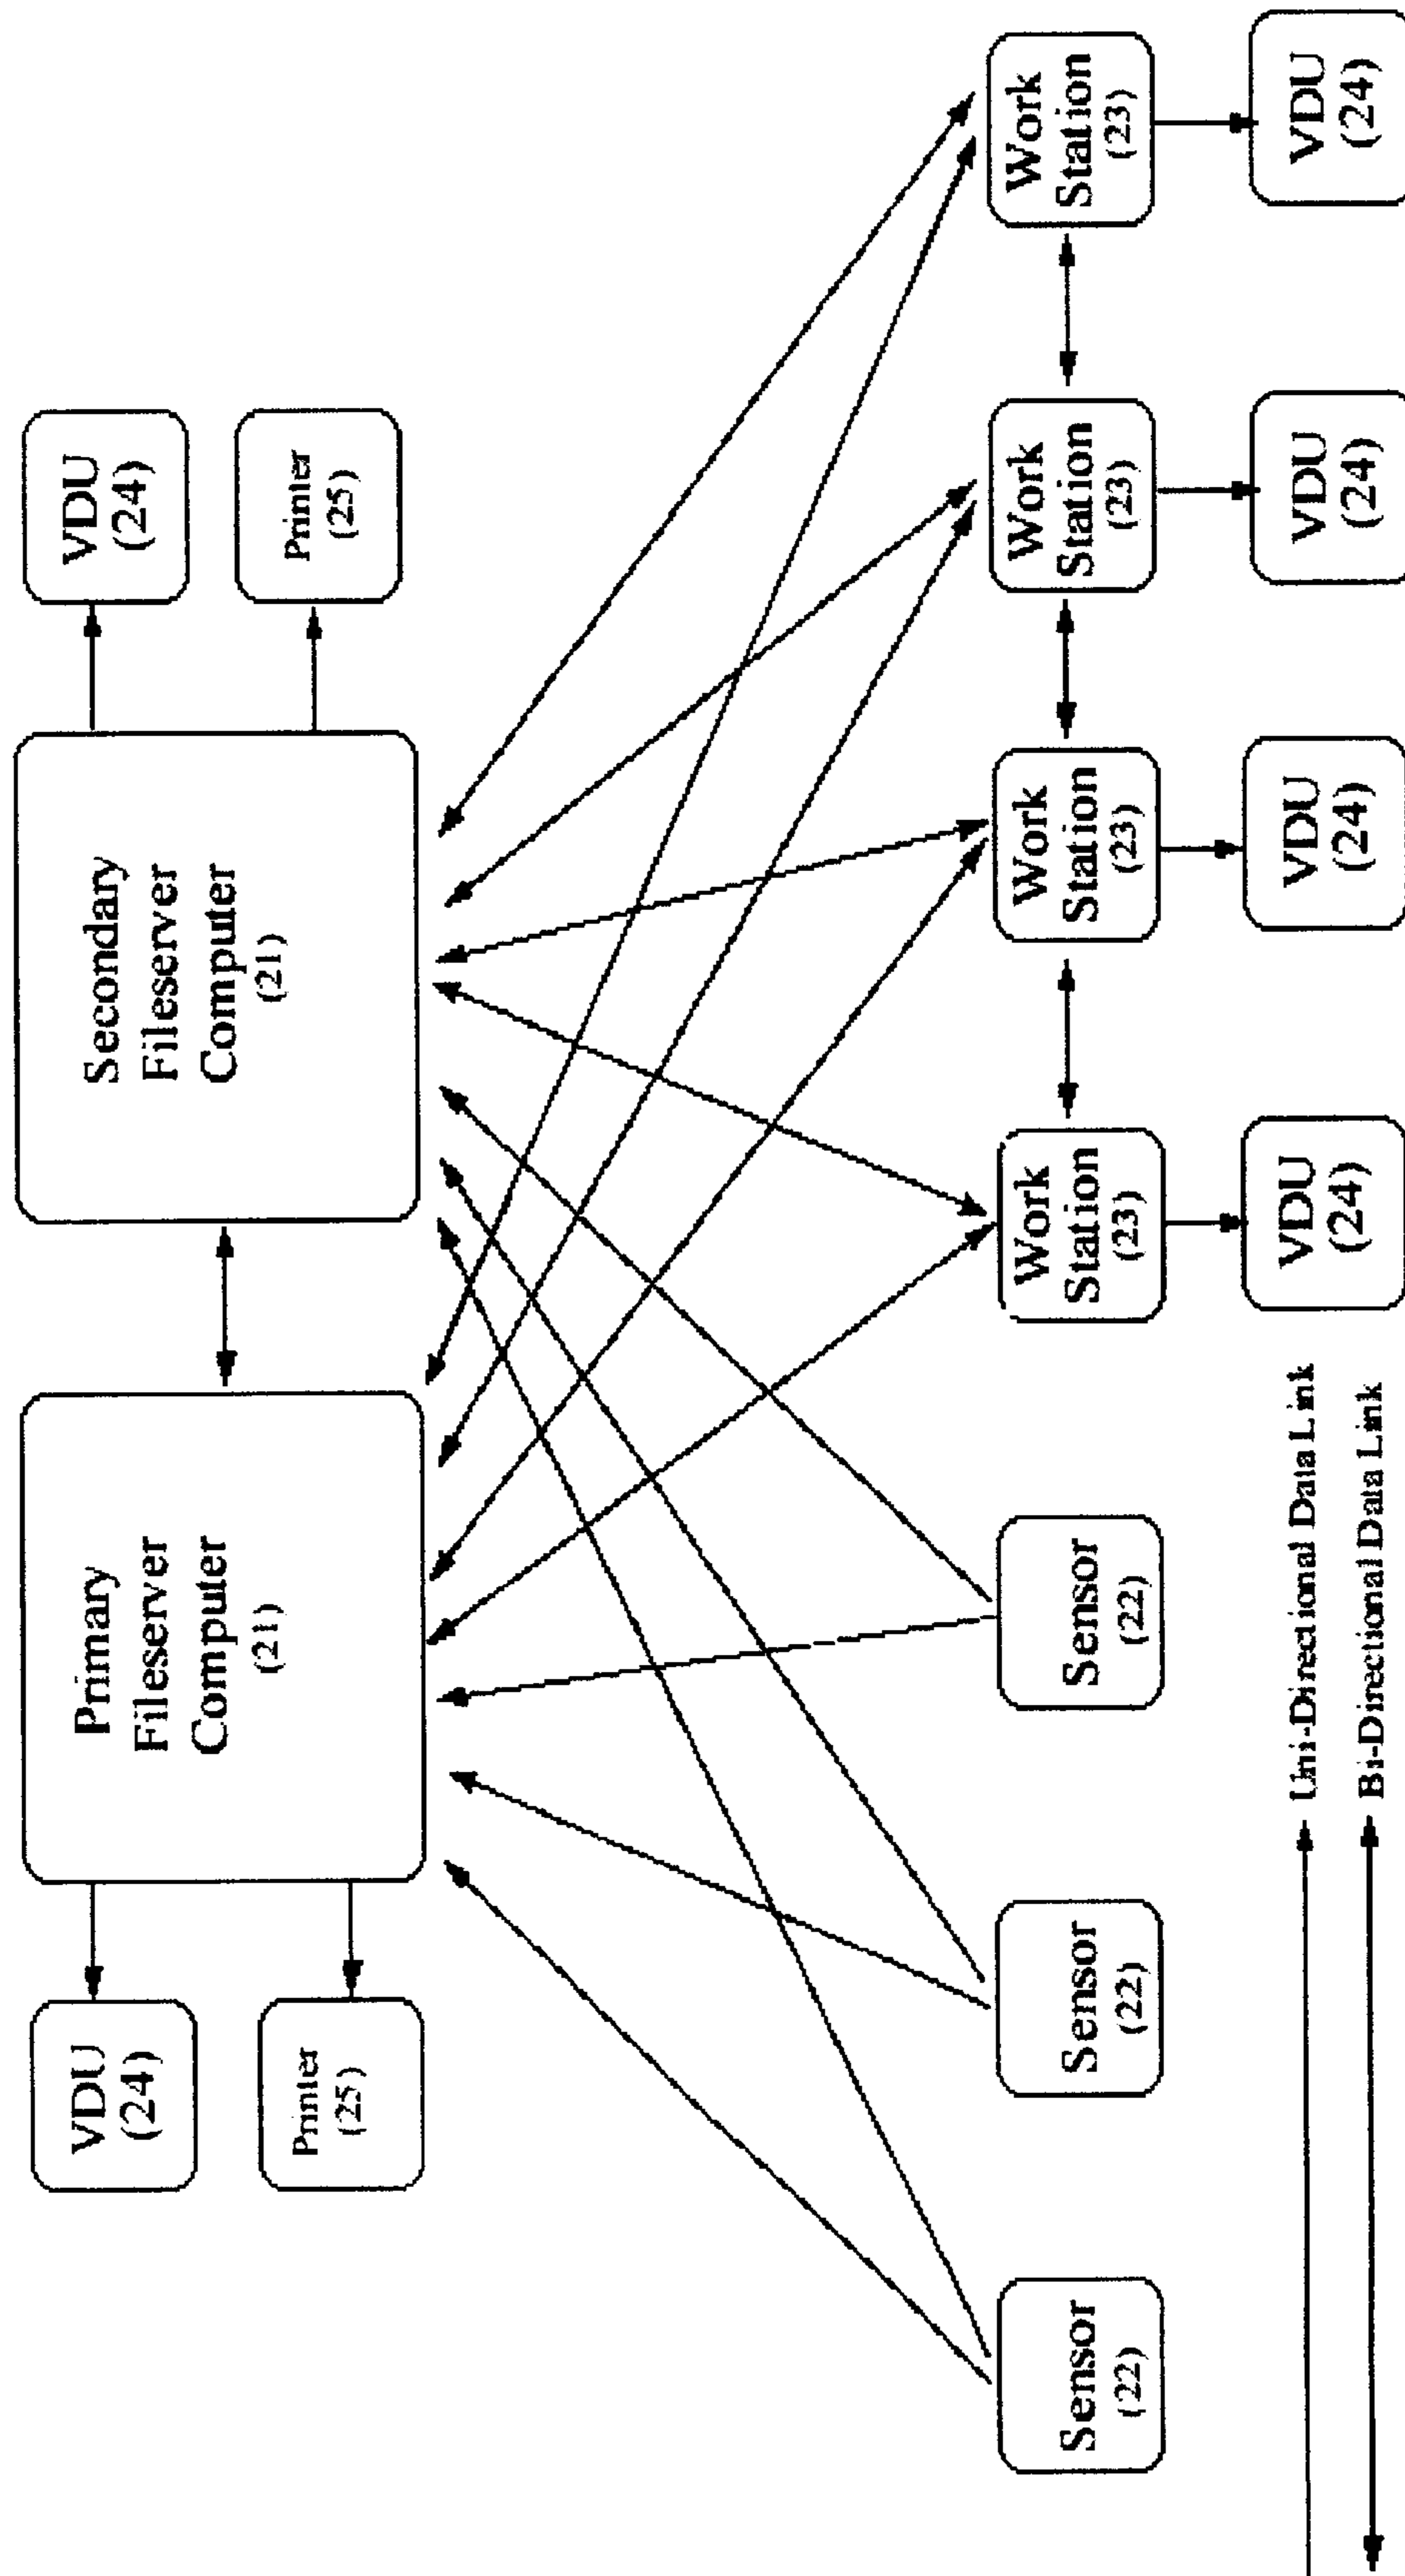 VDU
(24)
Printer
(25)
Primary
Fileserver
Computer
(21)
Secondary
Fileserver
Computer
(21)
VDU
(24)
Printer
(25)
Sensor
(22)
Sensor
(22)
Sensor
(22)
Work
Station
(23)
Work
Station
(23)
Work
Station
(23)
Work
Station
(23)
VDU
(24)
VDU
(24)
VDU
(24)
VDU
(24)
Uni-Directional Data Link
Bi-Directional Data Link